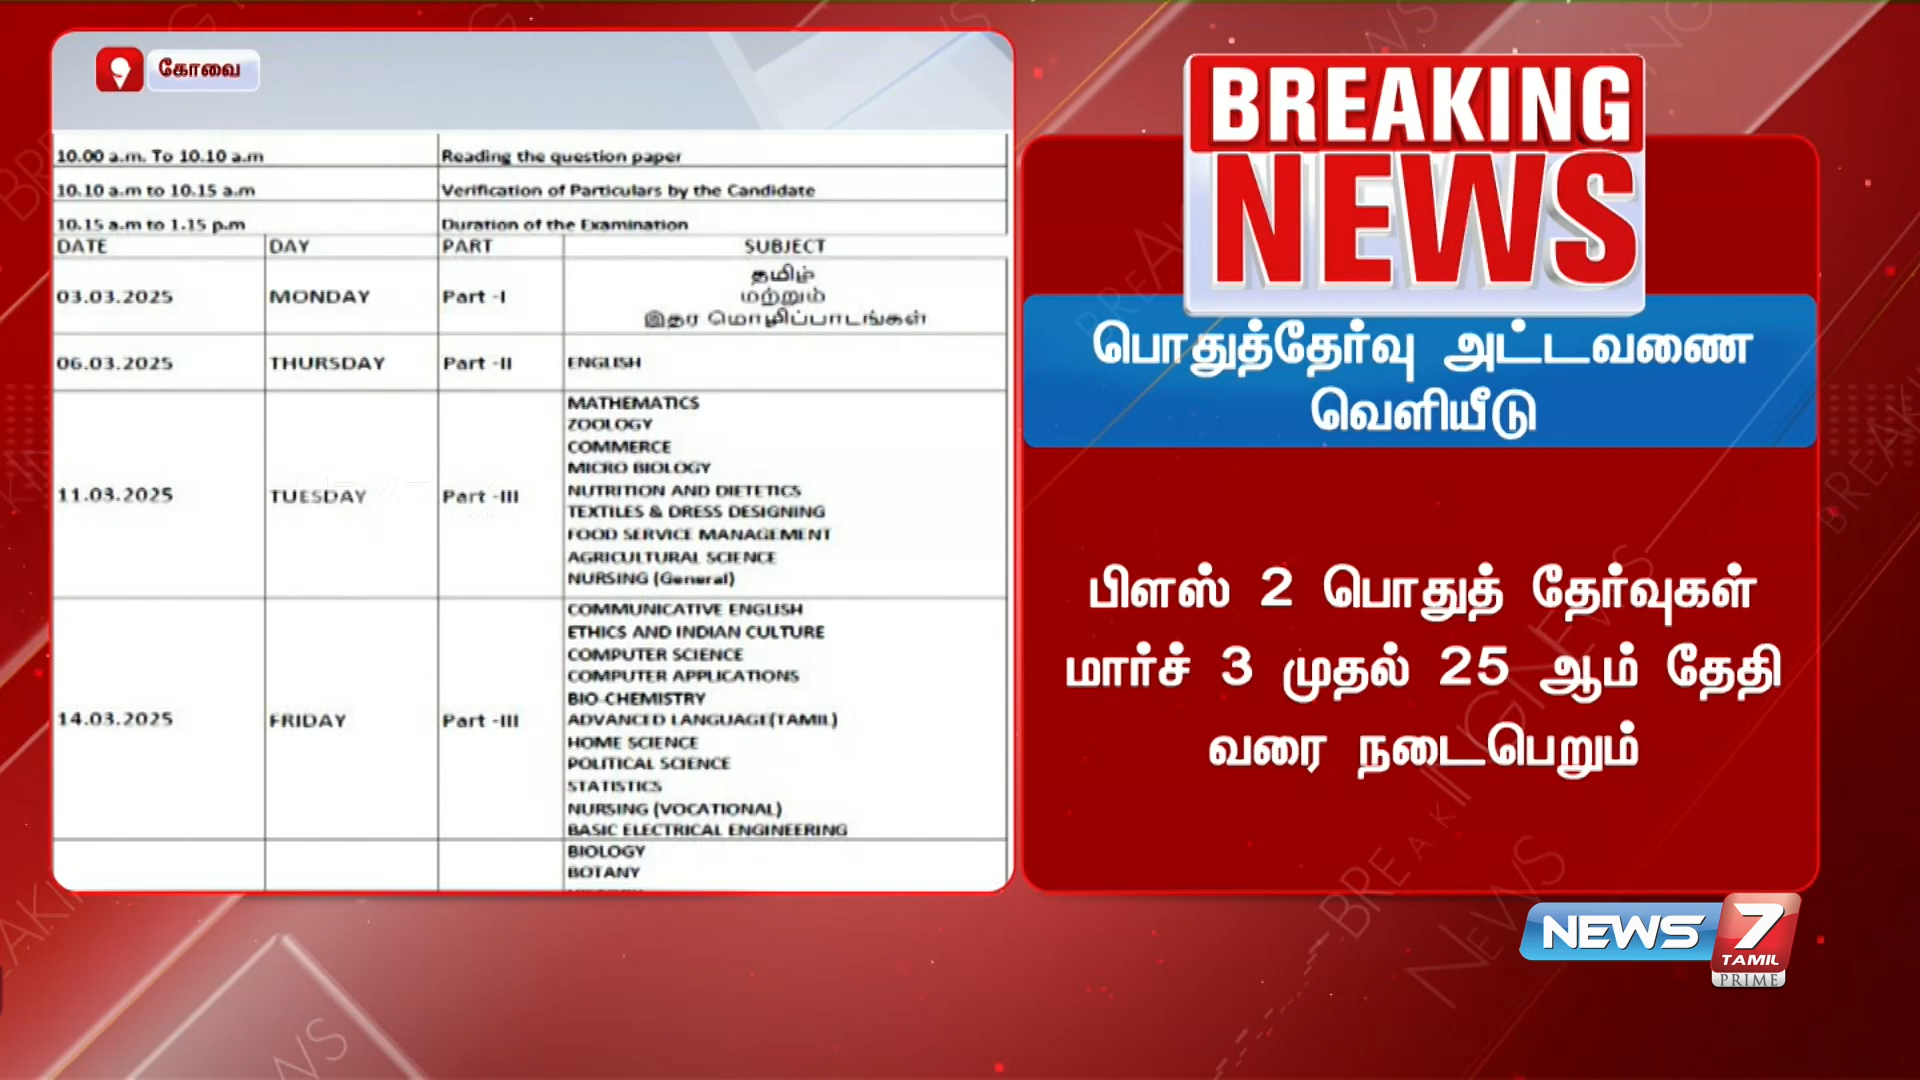 கோவை
10.00 a.m. To 10.10 a.m Reading the question paper
10.10 a.m to 10.15 a.m Verification of Particulars by the Candidate
10.15 a.m to 1.15 p.m Duration of the Examination
DATE DAY PART SUBJECT
03.03.2025 MONDAY Part -I தமிழ்
மற்றும்
இதர மொழிப்பாடங்கள்
06.03.2025 THURSDAY Part -II ENGLISH
11.03.2025 TUESDAY Part -III MATHEMATICS
ZOOLOGY
COMMERCE
MICRO BIOLOGY
NUTRITION AND DIETETICS
TEXTILES & DRESS DESIGNING
FOOD SERVICE MANAGEMENT
AGRICULTURAL SCIENCE
NURSING (General)
14.03.2025 FRIDAY Part -III COMMUNICATIVE ENGLISH
ETHICS AND INDIAN CULTURE
COMPUTER SCIENCE
COMPUTER APPLICATIONS
BIO-CHEMISTRY
ADVANCED LANGUAGE(TAMIL)
HOME SCIENCE
POLITICAL SCIENCE
STATISTICS
NURSING (VOCATIONAL)
BASIC ELECTRICAL ENGINEERING
BIOLOGY
BOTANY
BREAKING
NEWS
பொதுத்தேர்வு அட்டவணை
வெளியீடு
பிளஸ் 2 பொதுத் தேர்வுகள்
மார்ச் 3 முதல் 25 ஆம் தேதி
வரை நடைபெறும்
NEWS 7
TAMIL
PRIME